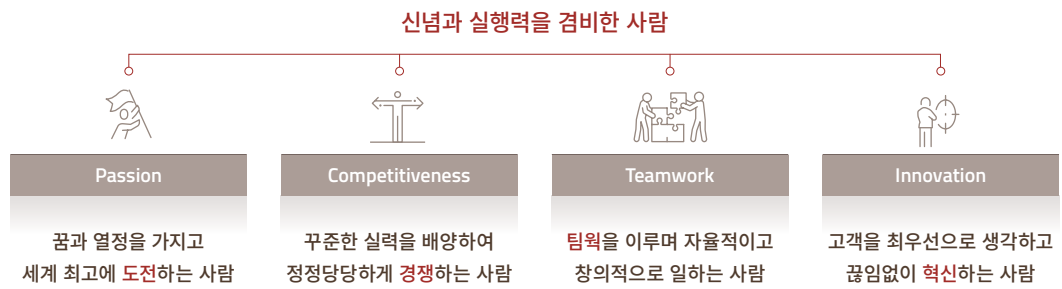 신념과 실행력을 겸비한 사람
Passion
꿈과 열정을 가지고
세계 최고에 도전하는 사람
Competitiveness
꾸준한 실력을 배양하여
정정당당하게 경쟁하는 사람
Teamwork
팀웍을 이루며 자율적이고
창의적으로 일하는 사람
Innovation
고객을 최우선으로 생각하고
끊임없이 혁신하는 사람